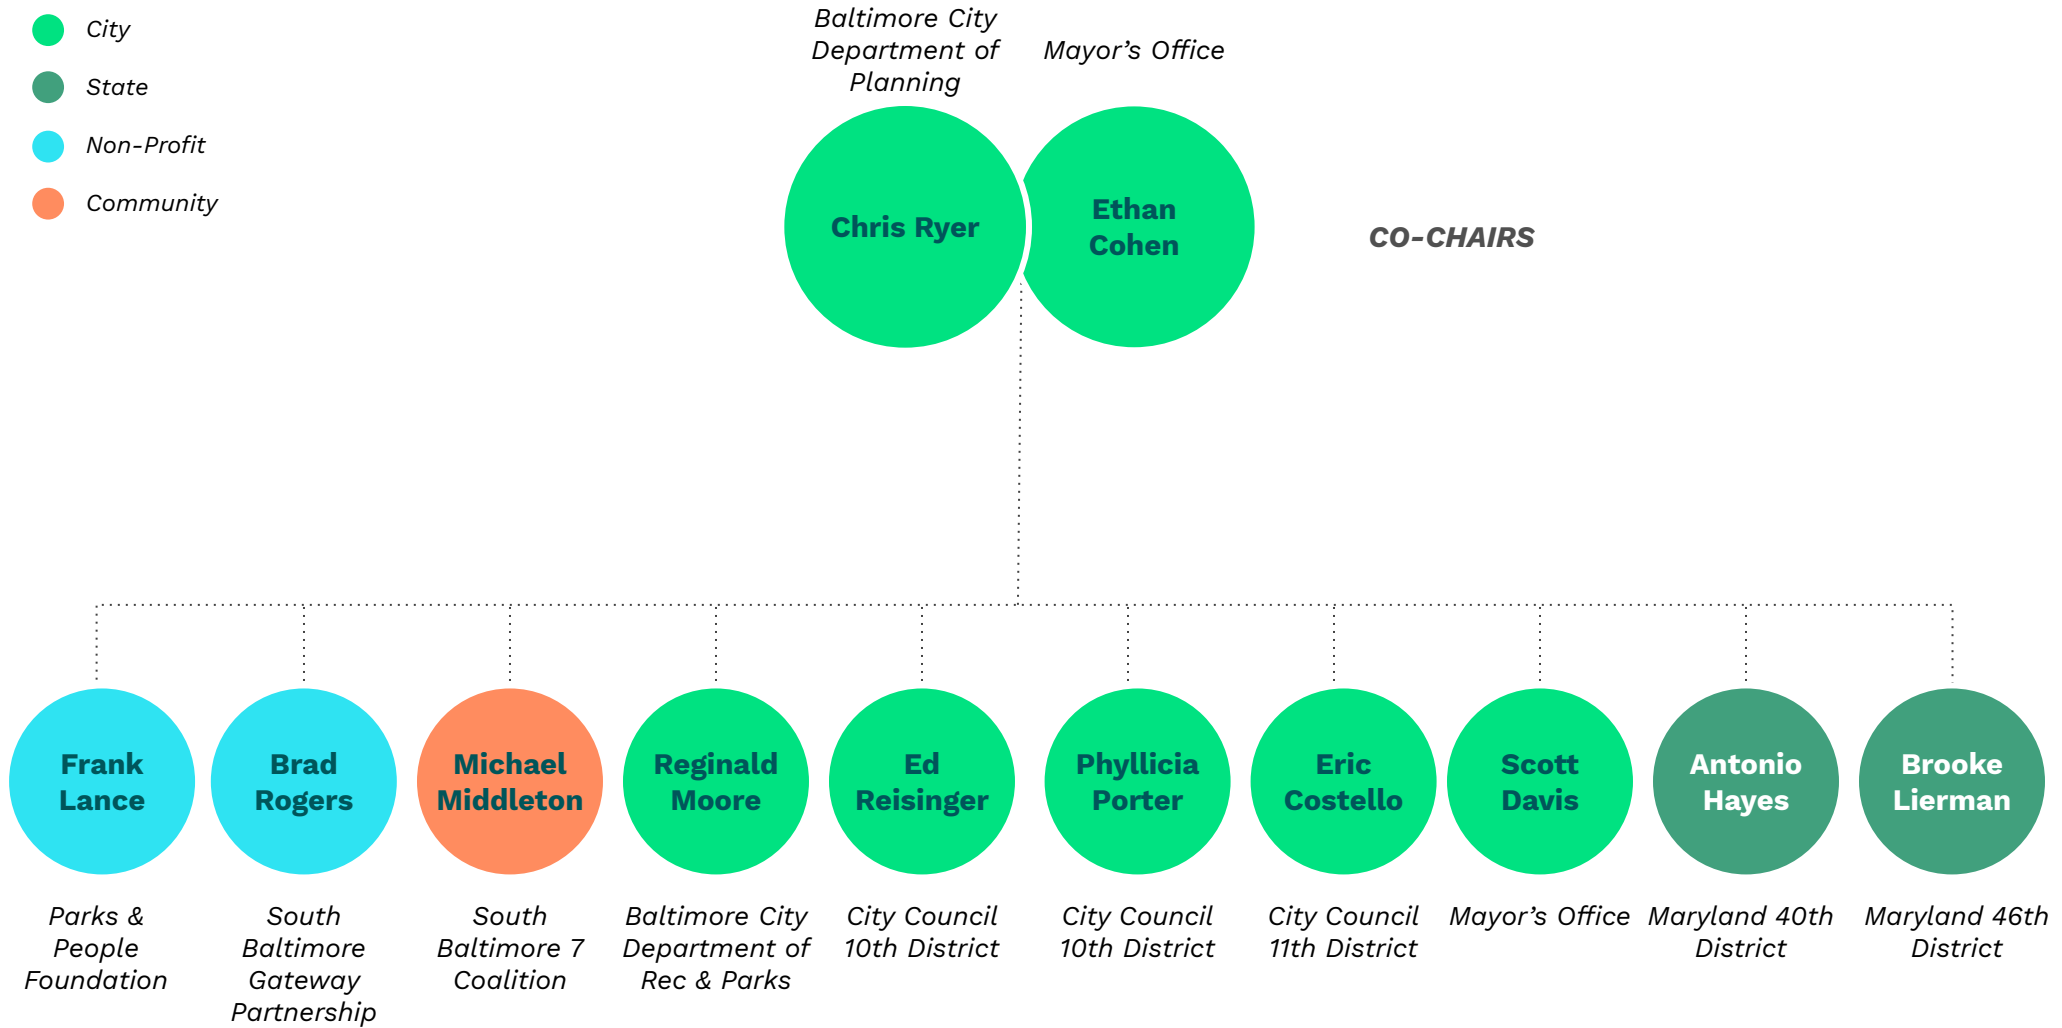 City
State
Non-Profit
Community
Baltimore City
Department of
Planning
Mayor’s Office
Chris Ryer
Ethan
Cohen
CO-CHAIRS
Frank
Lance
Brad
Rogers
Michael
Middleton
Reginald
Moore
Ed
Reisinger
Phyllicia
Porter
Eric
Costello
Scott
Davis
Antonio
Hayes
Brooke
Lierman
Parks &
People
Foundation
South
Baltimore
Gateway
Partnership
South
Baltimore 7
Coalition
Baltimore City
Department of
Rec & Parks
City Council
10th District
City Council
10th District
City Council
11th District
Mayor’s Office
Maryland 40th
District
Maryland 46th
District